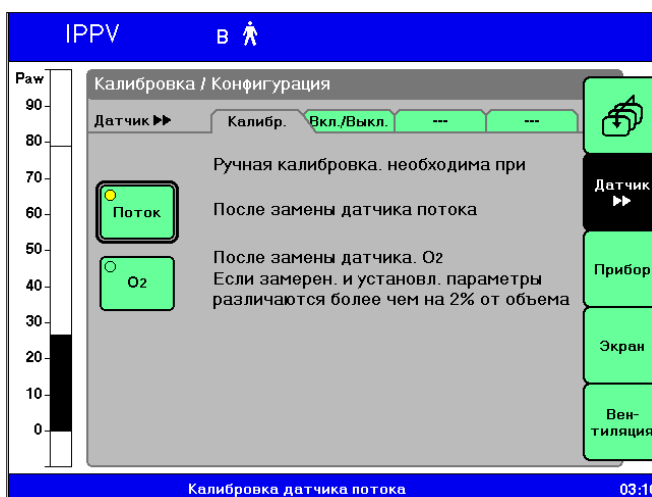 IPPV B
Paw
90
80
70
60
50
40
30
20
10
0
Калибровка / Конфигурация
Датчик Калибр. Вкл./Выкл. --- ---
Ручная калибровка. необходима при
Поток
После замены датчика потока
O2
После замены датчика. O2
Если замерен. и установл. параметры
различаются более чем на 2% от объема
Датчик
Прибор
Экран
Вен-
тиляция
Калибровка датчика потока